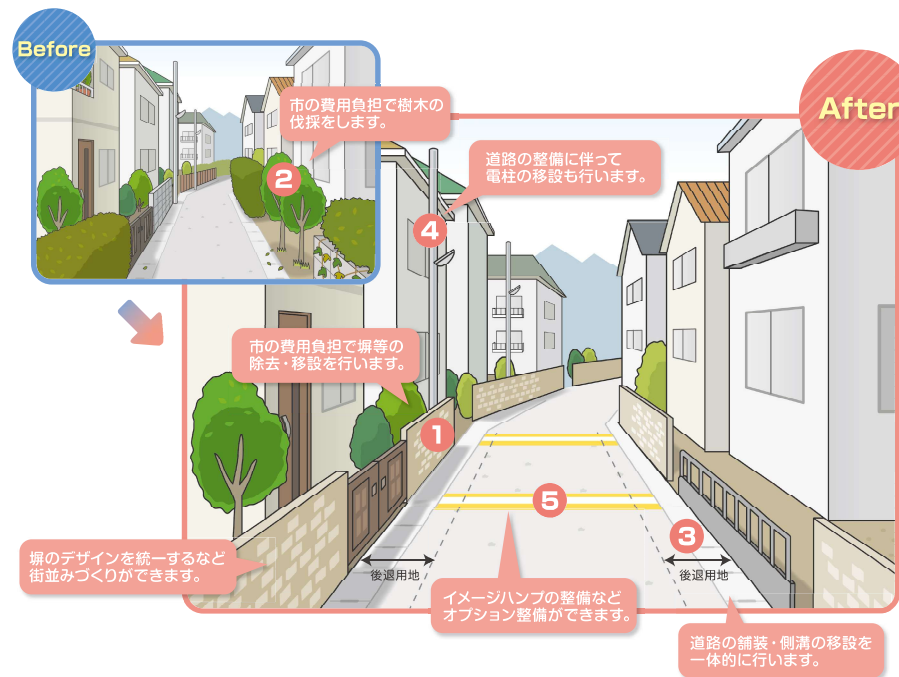 Before
After
市の費用負担で樹木の
伐採をします。
2
道路の整備に伴って
電柱の移設も行います。
4
市の費用負担で塀等の
除去・移設を行います。
1
5
3
塀のデザインを統一するなど
街並みづくりができます。
後退用地
後退用地
イメージハンプの整備など
オプション整備ができます。
道路の舗装・側溝の移設を
一体的に行います。